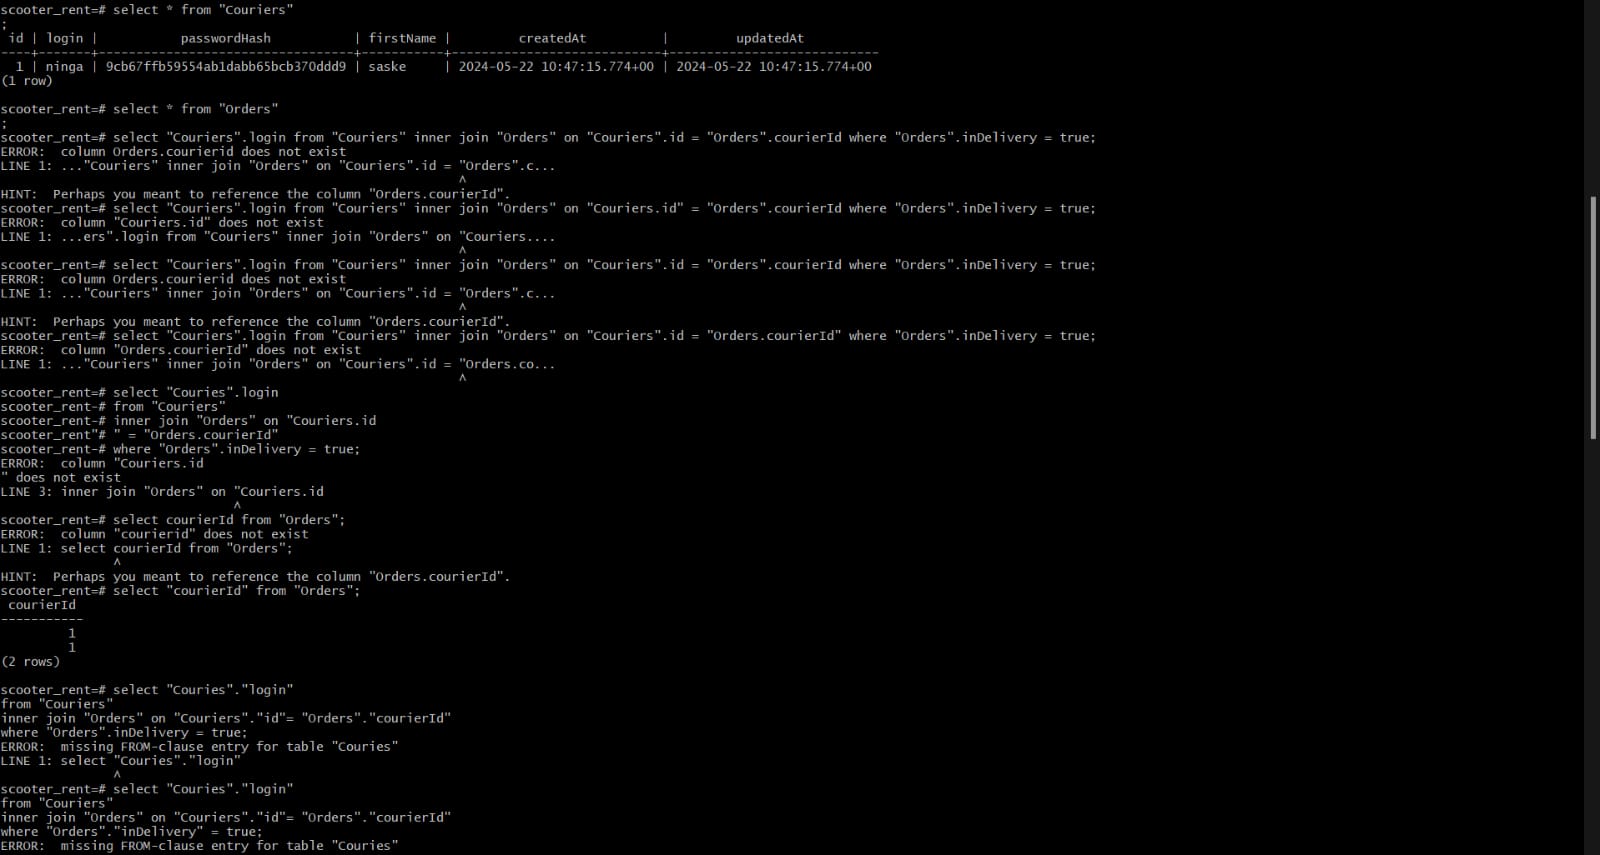 scooter_rent=# select * from "Couriers"
;
 id | login |           passwordHash           | firstName |         createdAt          |         updatedAt
----+-------+----------------------------------+-----------+----------------------------+----------------------------
  1 | ninga | 9cb67ffb59554ab1dabb65bcb370ddd9 | saske     | 2024-05-22 10:47:15.774+00 | 2024-05-22 10:47:15.774+00
(1 row)
scooter_rent=# select * from "Orders"
;
scooter_rent=# select "Couriers".login from "Couriers" inner join "Orders" on "Couriers".id = "Orders".courierId where "Orders".inDelivery = true;
ERROR:  column Orders.courierid does not exist
LINE 1: ..."Couriers" inner join "Orders" on "Couriers".id = "Orders".c...
^
HINT:  Perhaps you meant to reference the column "Orders.courierId".
scooter_rent=# select "Couriers".login from "Couriers" inner join "Orders" on "Couriers.id" = "Orders".courierId where "Orders".inDelivery = true;
ERROR:  column "Couriers.id" does not exist
LINE 1: ...ers".login from "Couriers" inner join "Orders" on "Couriers....
^
scooter_rent=# select "Couriers".login from "Couriers" inner join "Orders" on "Couriers".id = "Orders".courierId where "Orders".inDelivery = true;
ERROR:  column Orders.courierid does not exist
LINE 1: ..."Couriers" inner join "Orders" on "Couriers".id = "Orders".c...
^
HINT:  Perhaps you meant to reference the column "Orders.courierId".
scooter_rent=# select "Couriers".login from "Couriers" inner join "Orders" on "Couriers".id = "Orders.courierId" where "Orders".inDelivery = true;
ERROR:  column "Orders.courierId" does not exist
LINE 1: ..."Couriers" inner join "Orders" on "Couriers".id = "Orders.co...
^
scooter_rent=# select "Couries".login
scooter_rent-# from "Couriers"
scooter_rent-# inner join "Orders" on "Couriers.id
scooter_rent"# " = "Orders.courierId"
scooter_rent-# where "Orders".inDelivery = true;
ERROR:  column "Couriers.id
" does not exist
LINE 3: inner join "Orders" on "Couriers.id
^
scooter_rent=# select courierId from "Orders";
ERROR:  column "courierid" does not exist
LINE 1: select courierId from "Orders";
^
HINT:  Perhaps you meant to reference the column "Orders.courierId".
scooter_rent=# select "courierId" from "Orders";
 courierId
-----------
         1
         1
(2 rows)
scooter_rent=# select "Couries"."login"
from "Couriers"
inner join "Orders" on "Couriers"."id"= "Orders"."courierId"
where "Orders".inDelivery = true;
ERROR:  missing FROM-clause entry for table "Couries"
LINE 1: select "Couries"."login"
^
scooter_rent=# select "Couries"."login"
from "Couriers"
inner join "Orders" on "Couriers"."id"= "Orders"."courierId"
where "Orders"."inDelivery" = true;
ERROR:  missing FROM-clause entry for table "Couries"